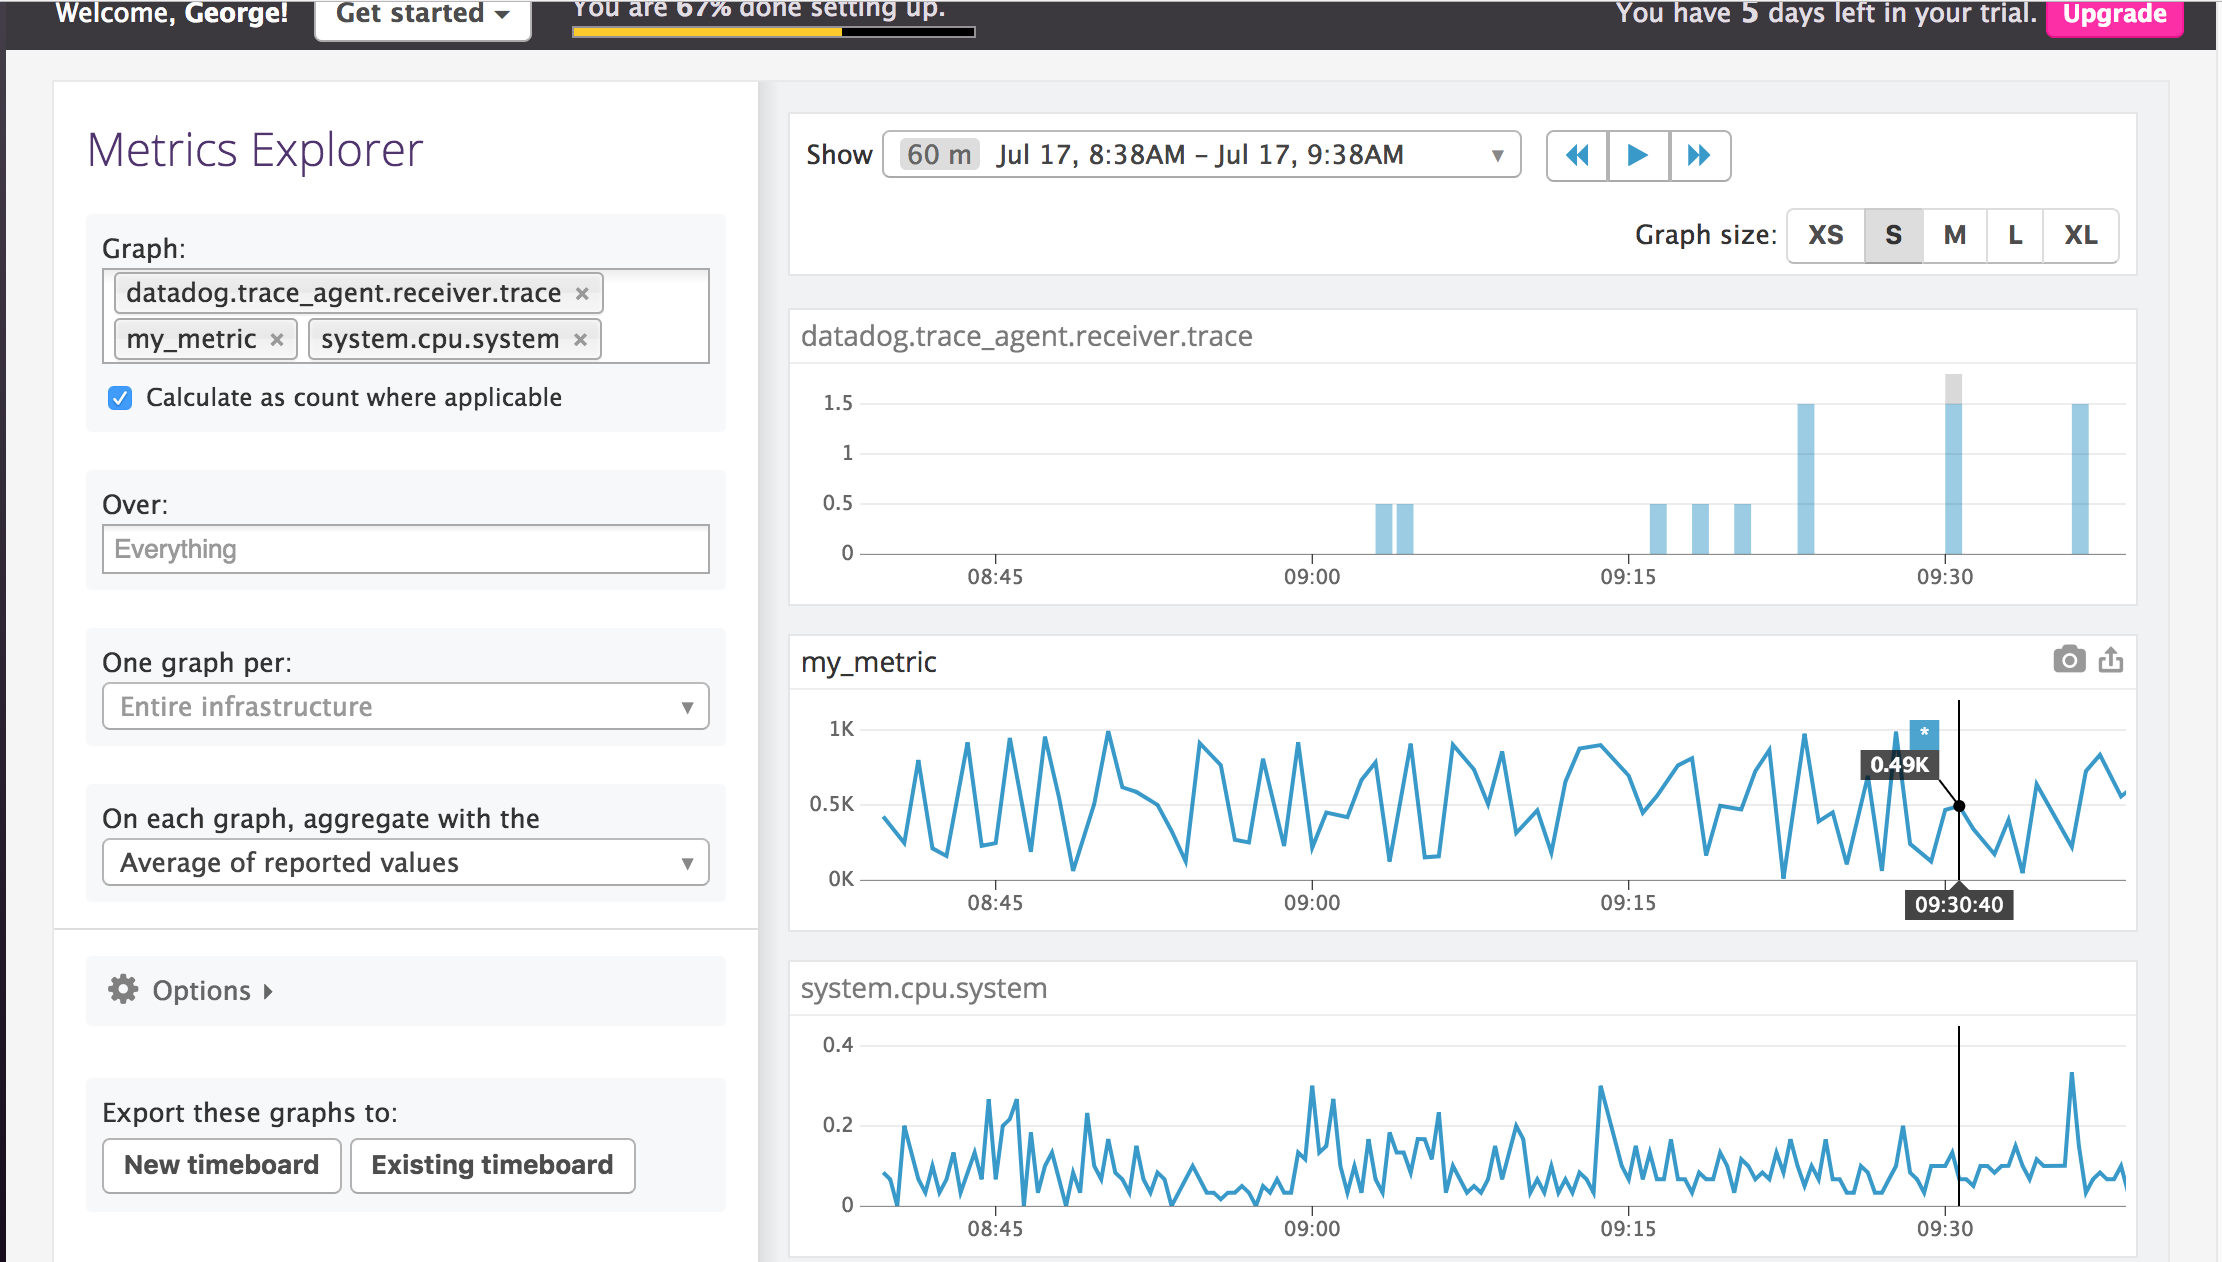 Welcome, George!
Get started
You are 67% done setting up.
You have 5 days left in your trial.
Upgrade
Metrics Explorer
Graph:
datadog.trace_agent.receiver.trace ×
my_metric × system.cpu.system ×
Calculate as count where applicable
Over:
Everything
One graph per:
Entire infrastructure
On each graph, aggregate with the
Average of reported values
Options
Export these graphs to:
New timeboard Existing timeboard
Show 60 m Jul 17, 8:38AM – Jul 17, 9:38AM
Graph size: XS S M L XL
datadog.trace_agent.receiver.trace
1.5
1
0.5
0
08:45 09:00 09:15 09:30
my_metric
1K
*
0.49K
0.5K
0K
08:45 09:00 09:15 09:30:40
system.cpu.system
0.4
0.2
0
08:45 09:00 09:15 09:30